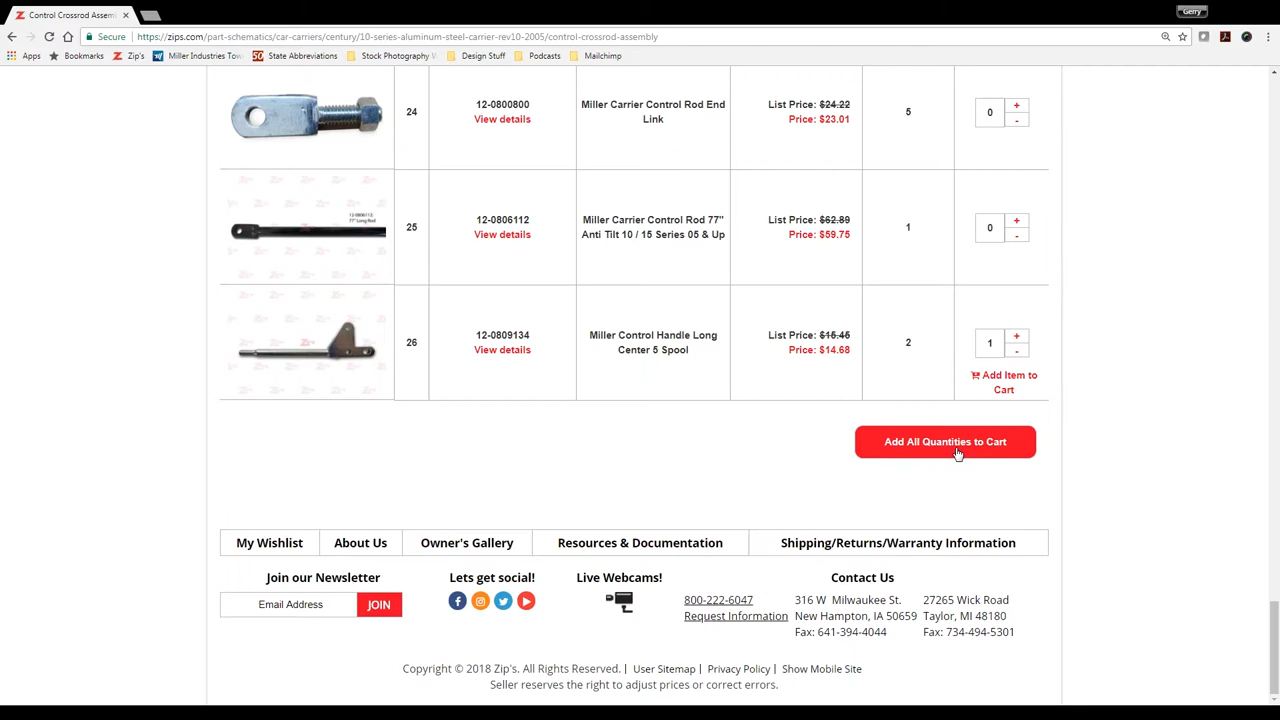 Control Crossrod Assem
Gerry
Secure
https://zips.com/part-schematics/car-carriers/century/10-series-aluminum-steel-carrier-rev10-2005/control-crossrod-assembly
Apps Bookmarks Zip's Miller Industries Tow State Abbreviations Stock Photography Design Stuff Podcasts Mailchimp
24
12-0800800
View details
Miller Carrier Control Rod End
Link
List Price: $24.22
Price: $23.01
5
0
+
-
12-0806112
77" Long Rod
25
12-0806112
View details
Miller Carrier Control Rod 77"
Anti Tilt 10 / 15 Series 05 & Up
List Price: $62.89
Price: $59.75
1
0
+
-
26
12-0809134
View details
Miller Control Handle Long
Center 5 Spool
List Price: $15.45
Price: $14.68
2
1
+
-
Add Item to
Cart
Add All Quantities to Cart
My Wishlist About Us Owner's Gallery Resources & Documentation Shipping/Returns/Warranty Information
Join our Newsletter
Email Address JOIN
Lets get social!
Live Webcams!
800-222-6047
Request Information
Contact Us
316 W Milwaukee St.
New Hampton, IA 50659
Fax: 641-394-4044
27265 Wick Road
Taylor, MI 48180
Fax: 734-494-5301
Copyright © 2018 Zip's. All Rights Reserved. | User Sitemap | Privacy Policy | Show Mobile Site
Seller reserves the right to adjust prices or correct errors.